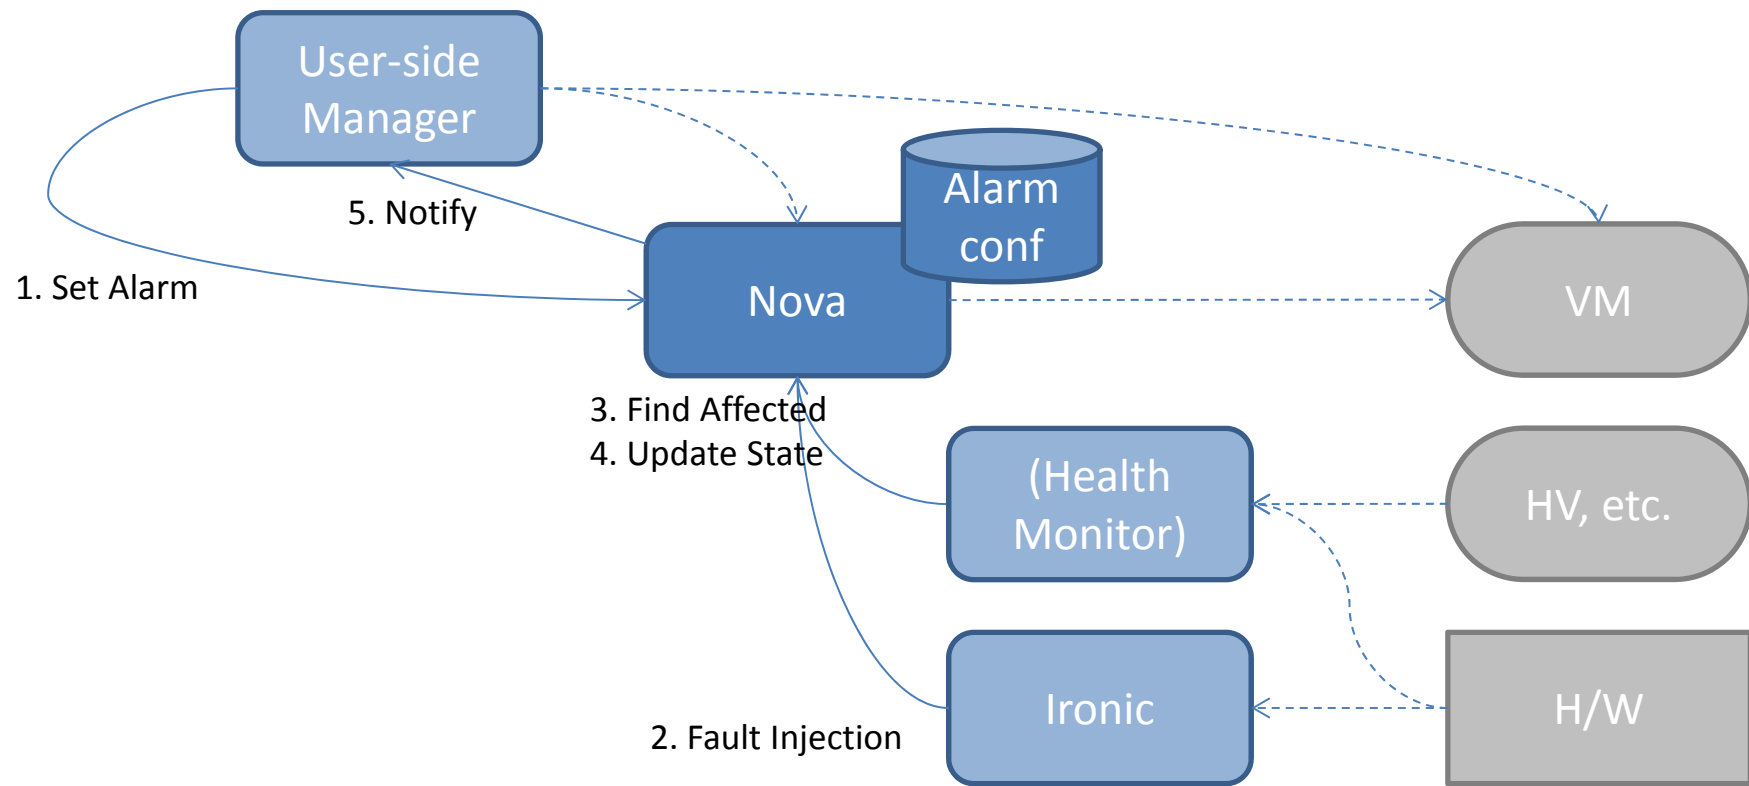 User-side
Manager
Alarm
conf
5. Notify
1. Set Alarm
Nova
VM
3. Find Affected
4. Update State
(Health
Monitor)
HV, etc.
Ironic
H/W
2. Fault Injection